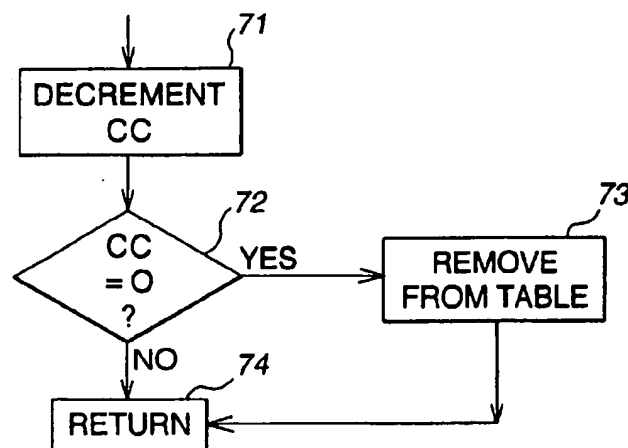 71
DECREMENT
CC
72
CC
= 0
?
YES
73
REMOVE
FROM TABLE
NO
74
RETURN